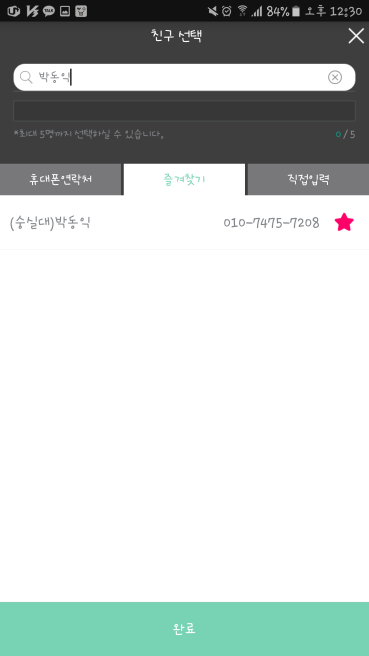 84% 오후 12:30
친구 선택
박동익
*최대 5명까지 선택하실 수 있습니다. 0/5
휴대폰연락처 즐겨찾기 직접입력
(숭실대)박동익 010-7475-7208
완료